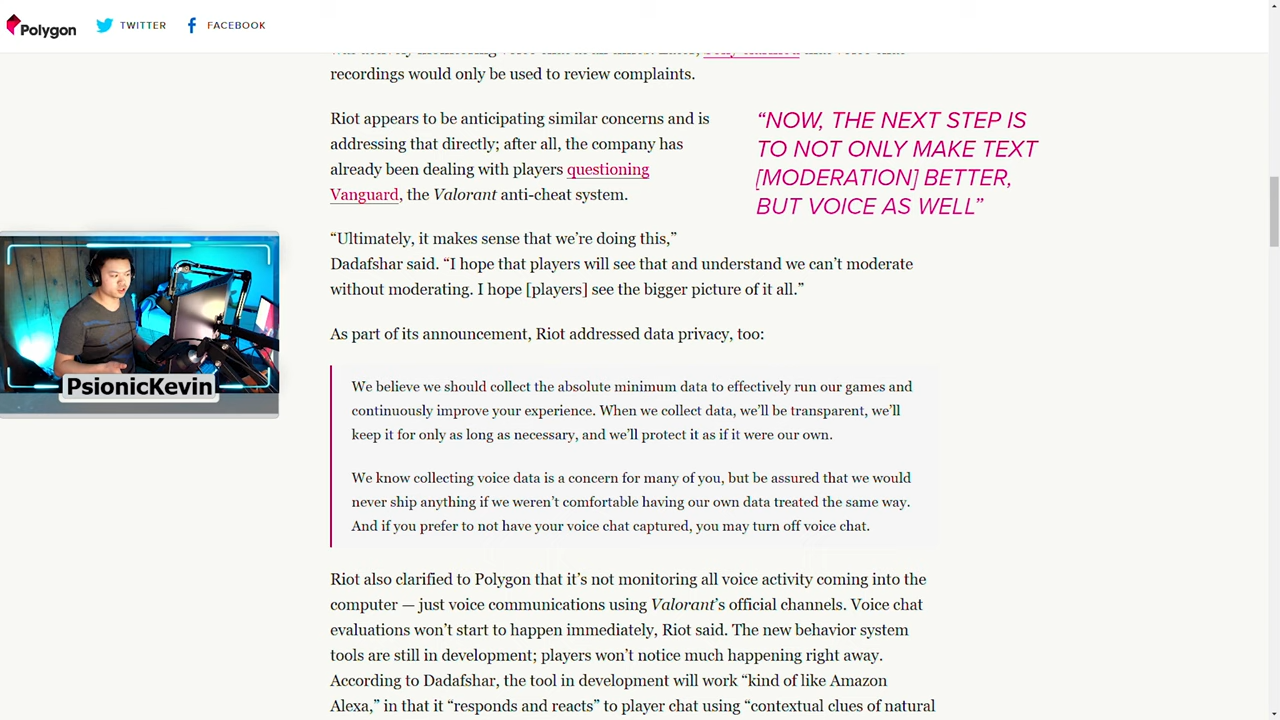 Polygon
TWITTER
FACEBOOK
recordings would only be used to review complaints.
Riot appears to be anticipating similar concerns and is
addressing that directly; after all, the company has
already been dealing with players questioning
Vanguard, the Valorant anti-cheat system.
“NOW, THE NEXT STEP IS
TO NOT ONLY MAKE TEXT
[MODERATION] BETTER,
BUT VOICE AS WELL”
“Ultimately, it makes sense that we’re doing this,”
Dadafshar said. “I hope that players will see that and understand we can’t moderate
without moderating. I hope [players] see the bigger picture of it all.”
As part of its announcement, Riot addressed data privacy, too:
We believe we should collect the absolute minimum data to effectively run our games and
continuously improve your experience. When we collect data, we’ll be transparent, we’ll
keep it for only as long as necessary, and we’ll protect it as if it were our own.
We know collecting voice data is a concern for many of you, but be assured that we would
never ship anything if we weren’t comfortable having our own data treated the same way.
And if you prefer to not have your voice chat captured, you may turn off voice chat.
PsionicKevin
Riot also clarified to Polygon that it’s not monitoring all voice activity coming into the
computer — just voice communications using Valorant’s official channels. Voice chat
evaluations won’t start to happen immediately, Riot said. The new behavior system
tools are still in development; players won’t notice much happening right away.
According to Dadafshar, the tool in development will work “kind of like Amazon
Alexa,” in that it “responds and reacts” to player chat using “contextual clues of natural